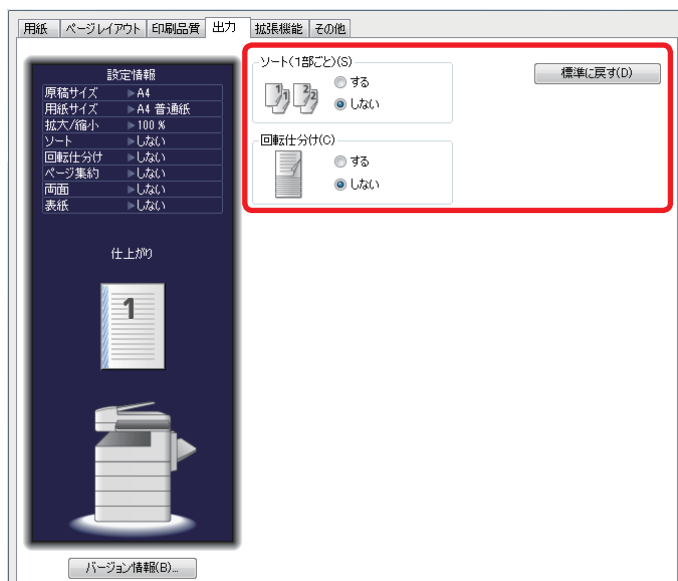 用紙 ページレイアウト 印刷品質 出力 拡張機能 その他
設定情報
原稿サイズ ▶A4
用紙サイズ ▶A4 普通紙
拡大/縮小 ▶100 %
ソート ▶しない
回転仕分け ▶しない
ページ集約 ▶しない
両面 ▶しない
表紙 ▶しない
仕上がり
1
バージョン情報(B)...
ソート(1部ごと)(S)
1 1 2 2
する
しない
回転仕分け(C)
する
しない
標準に戻す(D)